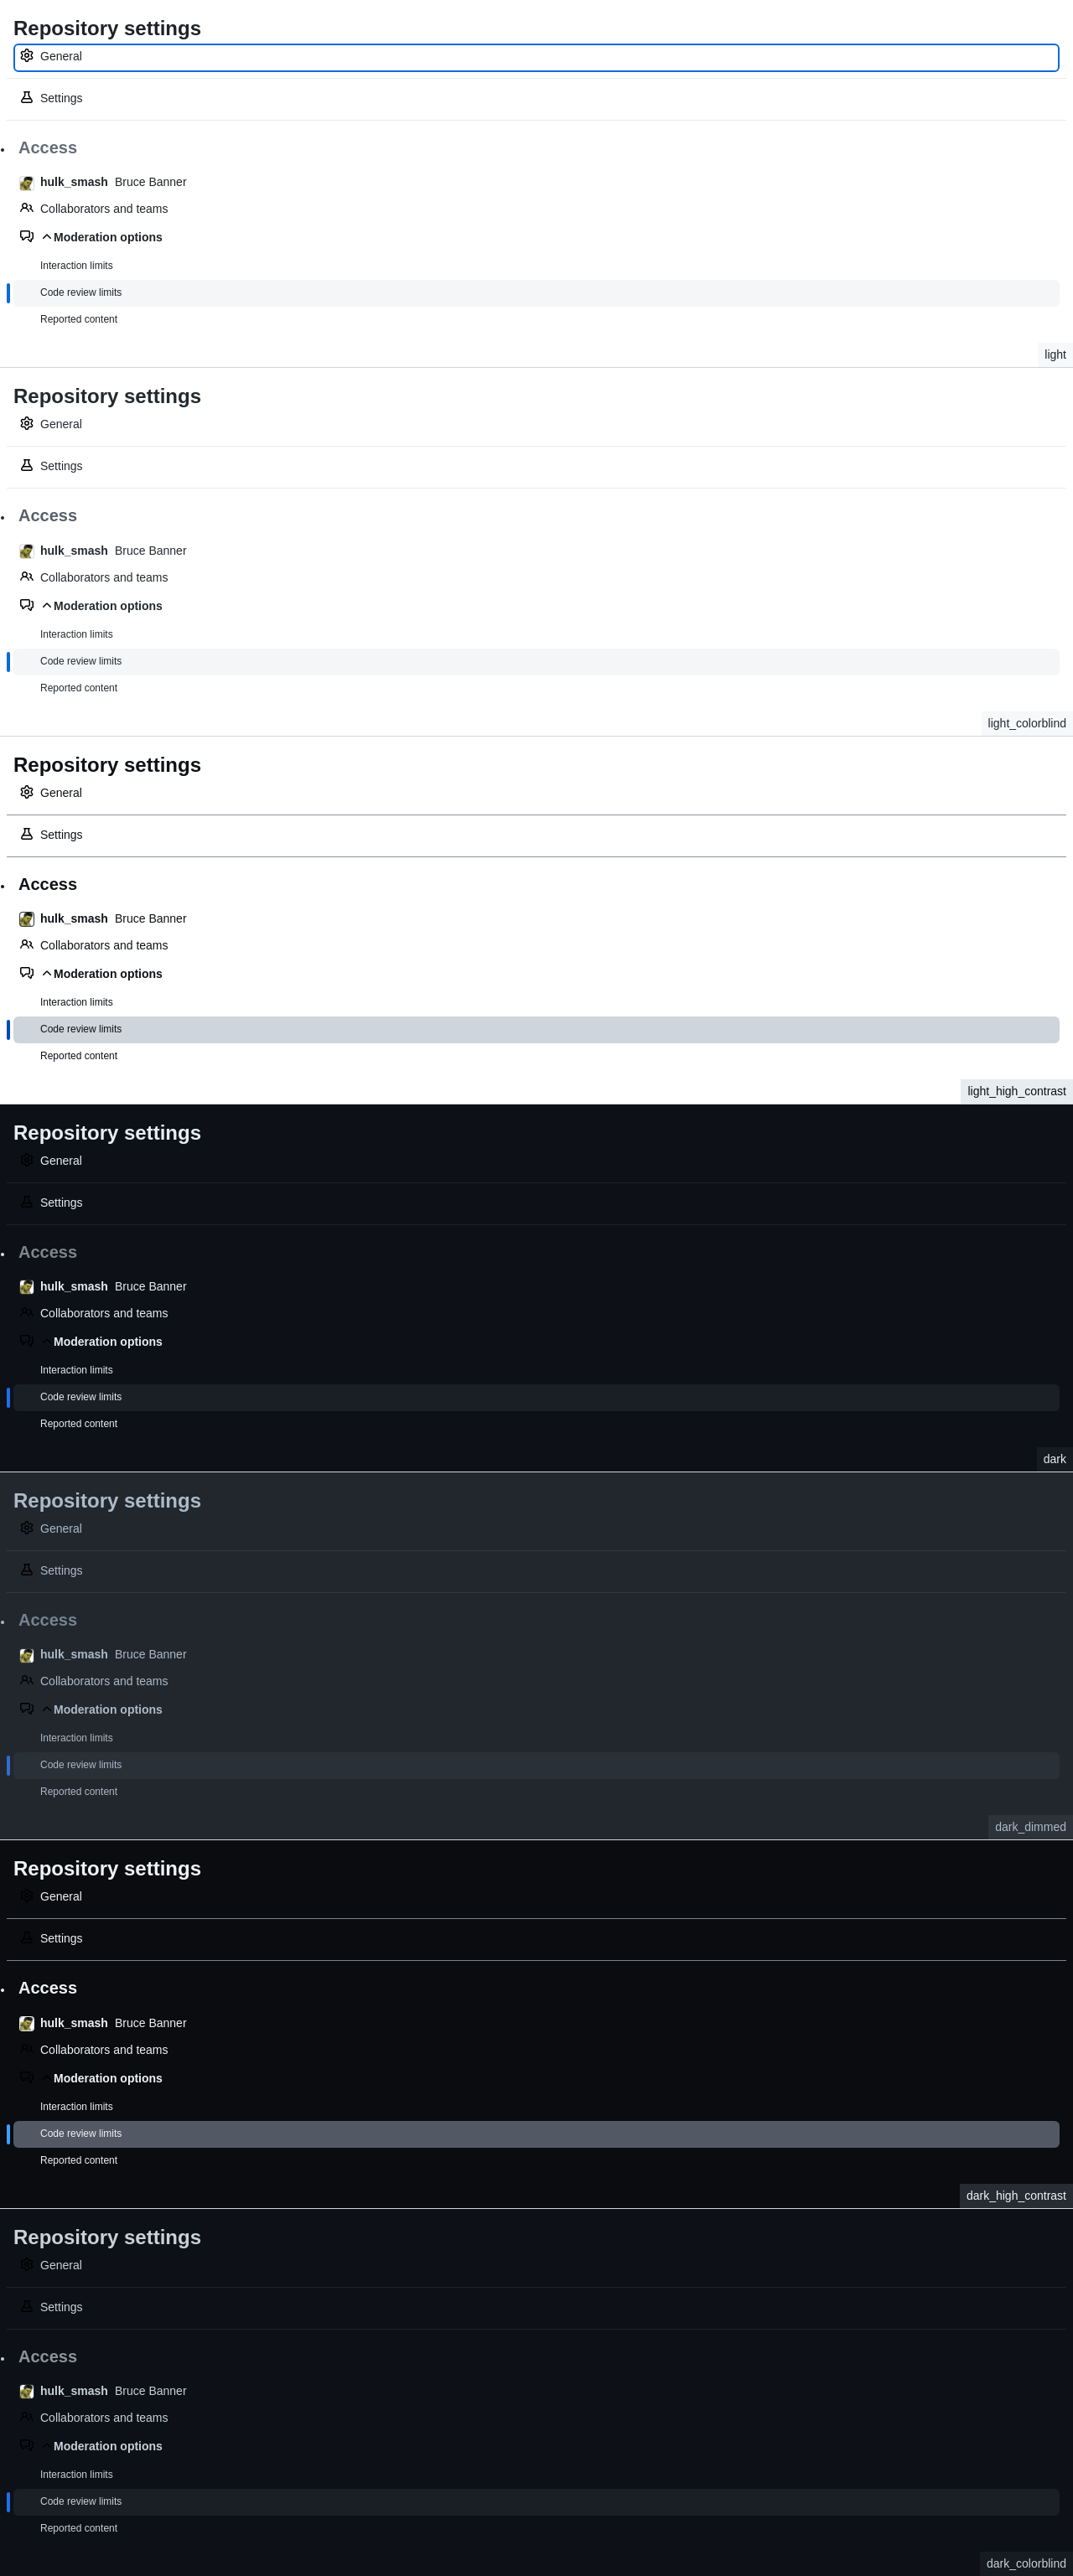 Repository settings
General
Settings
Access
hulk_smash Bruce Banner
Collaborators and teams
Moderation options
Interaction limits
Code review limits
Reported content
light
Repository settings
General
Settings
Access
hulk_smash Bruce Banner
Collaborators and teams
Moderation options
Interaction limits
Code review limits
Reported content
light_colorblind
Repository settings
General
Settings
Access
hulk_smash Bruce Banner
Collaborators and teams
Moderation options
Interaction limits
Code review limits
Reported content
light_high_contrast
Repository settings
General
Settings
Access
hulk_smash Bruce Banner
Collaborators and teams
Moderation options
Interaction limits
Code review limits
Reported content
dark
Repository settings
General
Settings
Access
hulk_smash Bruce Banner
Collaborators and teams
Moderation options
Interaction limits
Code review limits
Reported content
dark_dimmed
Repository settings
General
Settings
Access
hulk_smash Bruce Banner
Collaborators and teams
Moderation options
Interaction limits
Code review limits
Reported content
dark_high_contrast
Repository settings
General
Settings
Access
hulk_smash Bruce Banner
Collaborators and teams
Moderation options
Interaction limits
Code review limits
Reported content
dark_colorblind